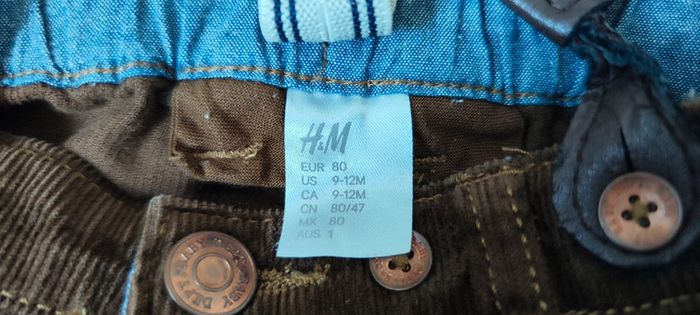 H&M
EUR 80
US 9-12M
CA 9-12M
CN 80/47
MX 80
AUS 1